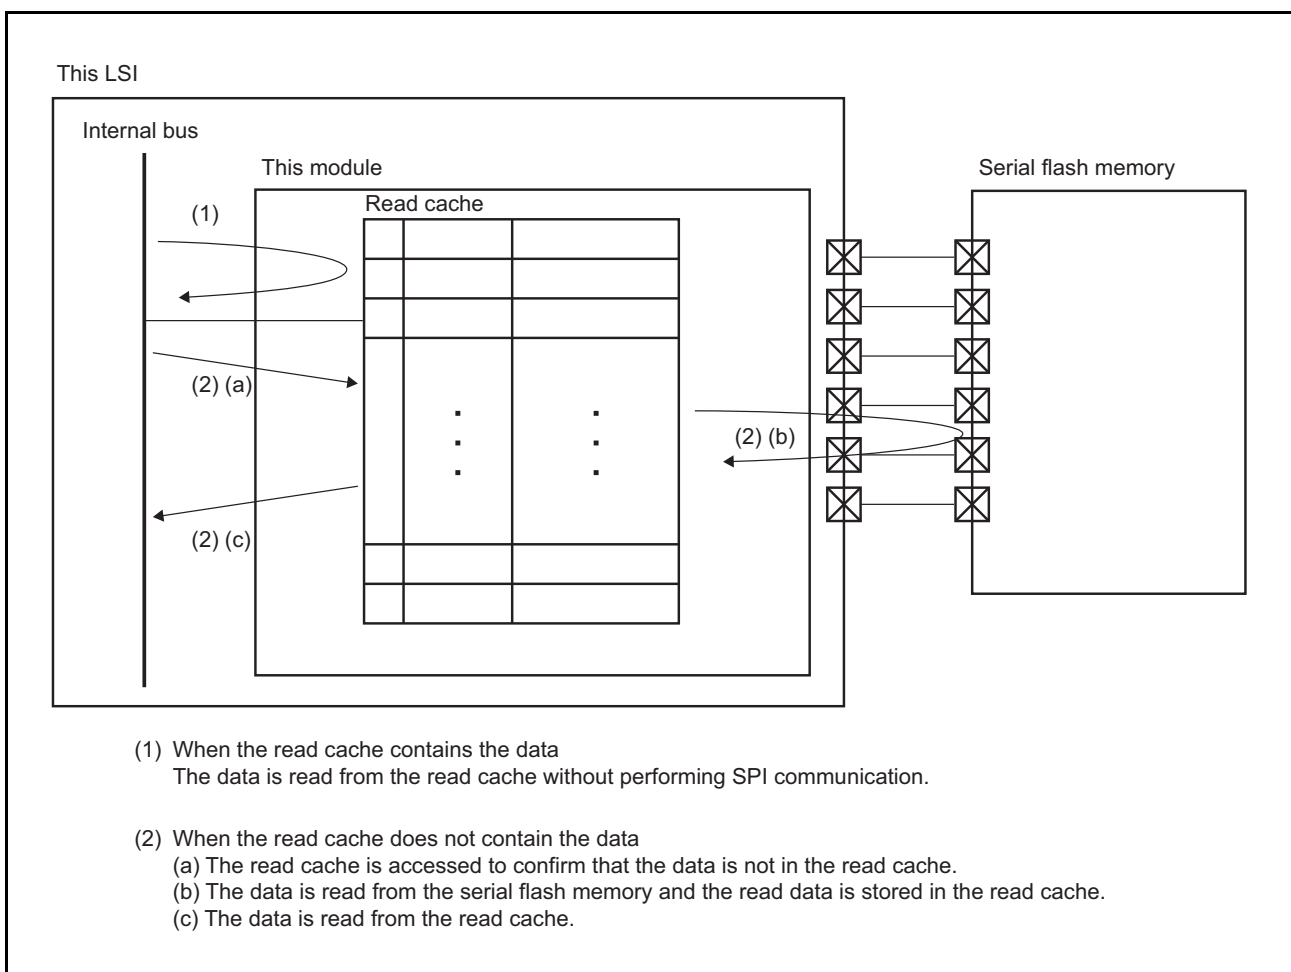 This LSI
Internal bus
This module
Serial flash memory
Read cache
(1)
(2) (a)
(2) (b)
(2) (c)
(1) When the read cache contains the data
The data is read from the read cache without performing SPI communication.
(2) When the read cache does not contain the data
(a) The read cache is accessed to confirm that the data is not in the read cache.
(b) The data is read from the serial flash memory and the read data is stored in the read cache.
(c) The data is read from the read cache.